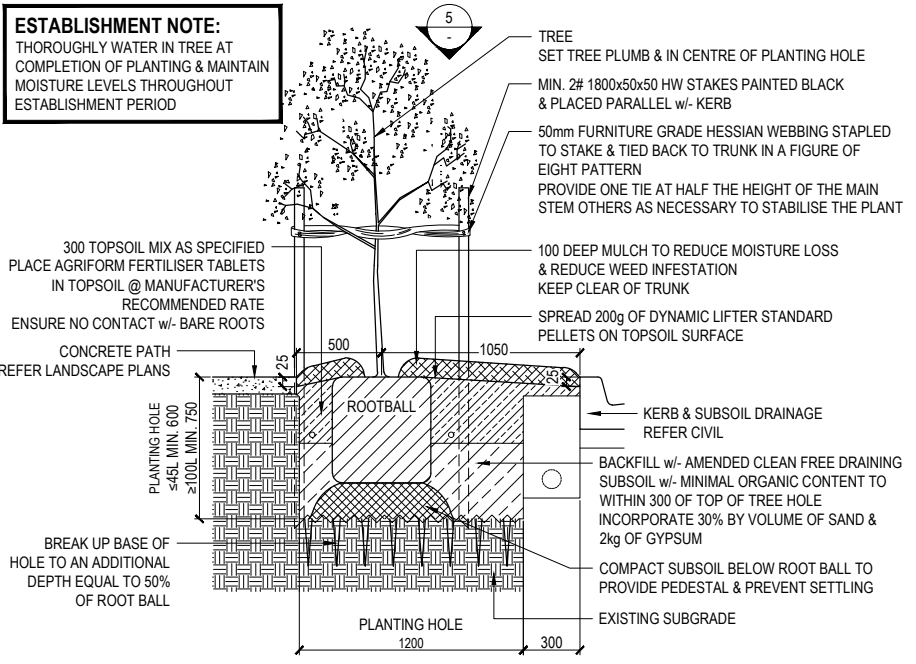 ESTABLISHMENT NOTE:
THOROUGHLY WATER IN TREE AT
COMPLETION OF PLANTING & MAINTAIN
MOISTURE LEVELS THROUGHOUT
ESTABLISHMENT PERIOD
5
-
TREE
SET TREE PLUMB & IN CENTRE OF PLANTING HOLE
MIN. 2# 1800x50x50 HW STAKES PAINTED BLACK
& PLACED PARALLEL w/- KERB
50mm FURNITURE GRADE HESSIAN WEBBING STAPLED
TO STAKE & TIED BACK TO TRUNK IN A FIGURE OF
EIGHT PATTERN
PROVIDE ONE TIE AT HALF THE HEIGHT OF THE MAIN
STEM OTHERS AS NECESSARY TO STABILISE THE PLANT
300 TOPSOIL MIX AS SPECIFIED
PLACE AGRIFORM FERTILISER TABLETS
IN TOPSOIL @ MANUFACTURER'S
RECOMMENDED RATE
ENSURE NO CONTACT w/- BARE ROOTS
100 DEEP MULCH TO REDUCE MOISTURE LOSS
& REDUCE WEED INFESTATION
KEEP CLEAR OF TRUNK
SPREAD 200g OF DYNAMIC LIFTER STANDARD
PELLETS ON TOPSOIL SURFACE
CONCRETE PATH
REFER LANDSCAPE PLANS
25
500
1050
25
ROOTBALL
PLANTING HOLE
≤45L MIN. 600
≥100L MIN. 750
KERB & SUBSOIL DRAINAGE
REFER CIVIL
BACKFILL w/- AMENDED CLEAN FREE DRAINING
SUBSOIL w/- MINIMAL ORGANIC CONTENT TO
WITHIN 300 OF TOP OF TREE HOLE
INCORPORATE 30% BY VOLUME OF SAND &
2kg OF GYPSUM
BREAK UP BASE OF
HOLE TO AN ADDITIONAL
DEPTH EQUAL TO 50%
OF ROOT BALL
COMPACT SUBSOIL BELOW ROOT BALL TO
PROVIDE PEDESTAL & PREVENT SETTLING
EXISTING SUBGRADE
PLANTING HOLE
1200
300